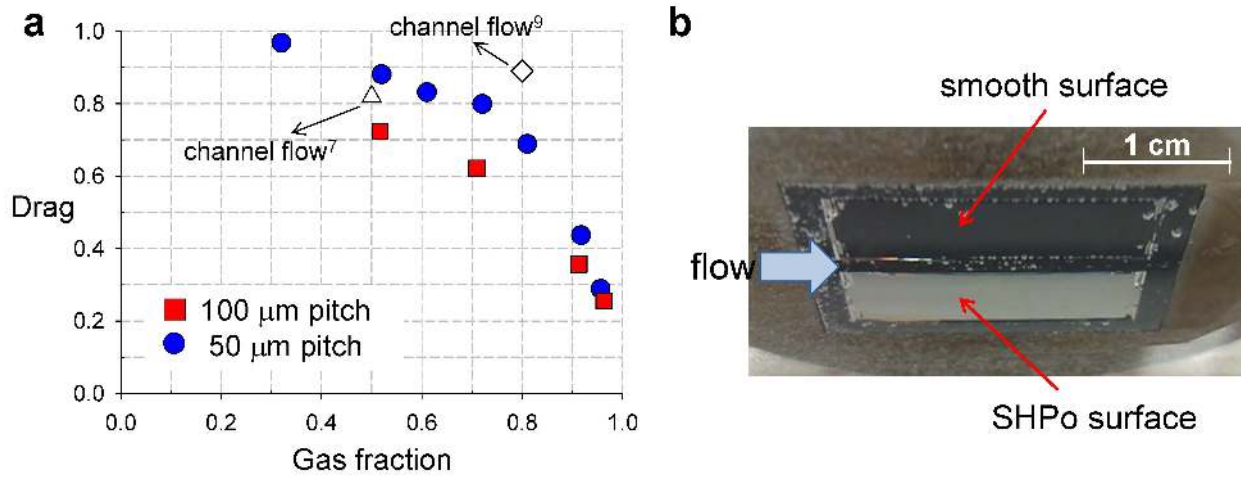 a
1.0
0.8
0.6
0.4
0.2
0.0
Drag
channel flow⁹
channel flow⁷
100 μm pitch
50 μm pitch
0.0 0.2 0.4 0.6 0.8 1.0
Gas fraction
b
smooth surface
1 cm
flow
SHPo surface